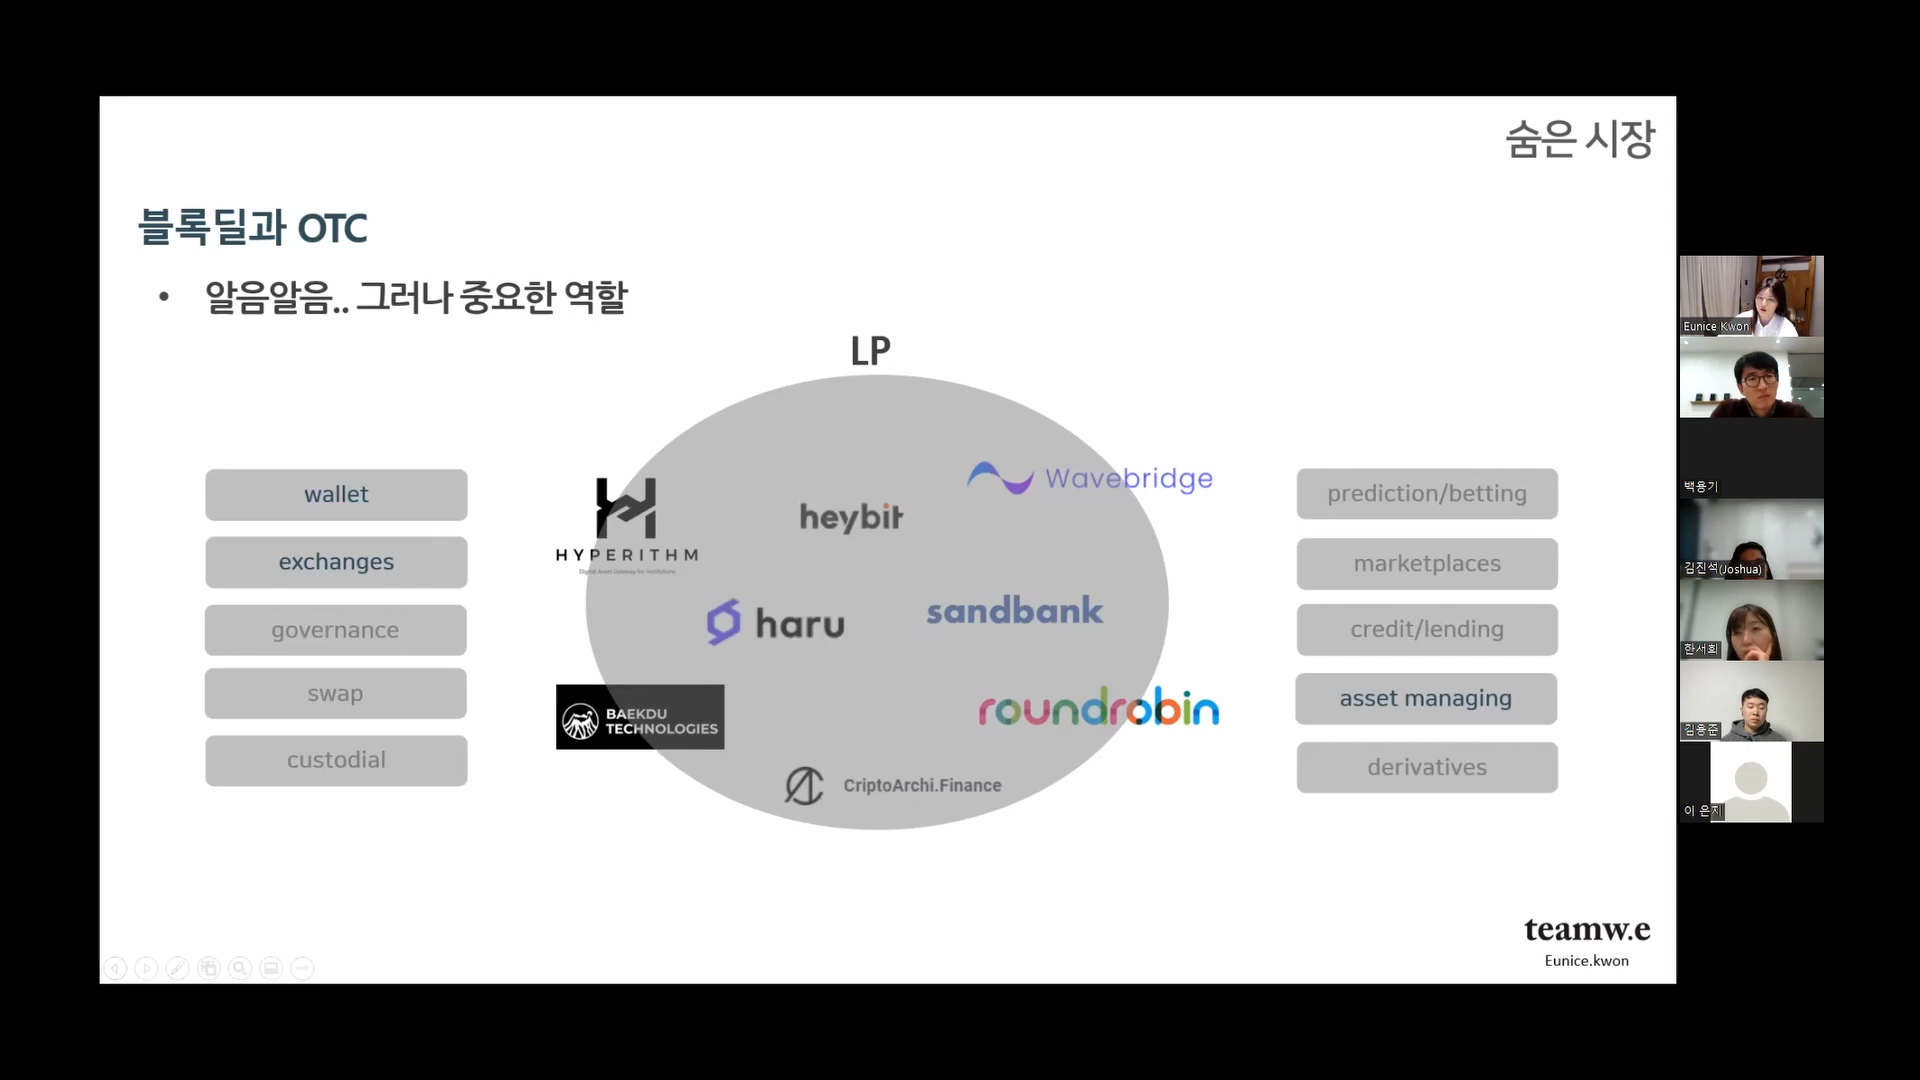 숨은 시장
블록딜과 OTC
• 알음알음.. 그러나 중요한 역할
LP
wallet
exchanges
governance
swap
custodial
HYPERITHM
Digital Asset Gateway for Institutions
heybit
Wavebridge
haru
sandbank
BAEKDU
TECHNOLOGIES
roundrobin
CriptoArchi.Finance
prediction/betting
marketplaces
credit/lending
asset managing
derivatives
teamw.e
Eunice.kwon
Eunice Kwon
백용기
김진석(Joshua)
한서희
김용준
이 은지